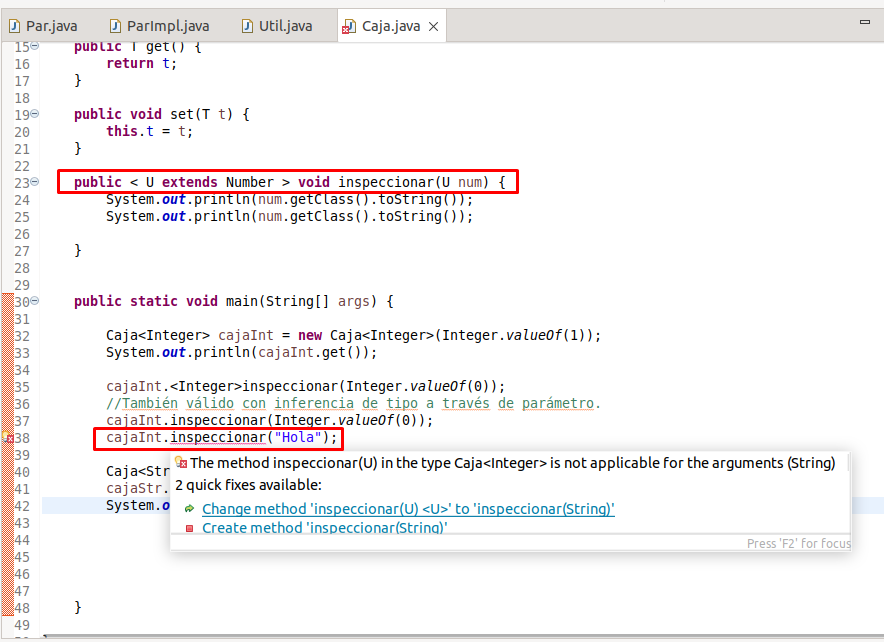 Par.java ParImpl.java Util.java Caja.java
15 public T get() {
16 return t;
17 }
18
19 public void set(T t) {
20 this.t = t;
21 }
22
23 public < U extends Number > void inspeccionar(U num) {
24 System.out.println(num.getClass().toString());
25 System.out.println(num.getClass().toString());
26
27 }
28
29
30 public static void main(String[] args) {
31
32 Caja<Integer> cajaInt = new Caja<Integer>(Integer.valueOf(1));
33 System.out.println(cajaInt.get());
34
35 cajaInt.<Integer>inspeccionar(Integer.valueOf(0));
36 //También válido con inferencia de tipo a través de parámetro.
37 cajaInt.inspeccionar(Integer.valueOf(0));
38 cajaInt.inspeccionar("Hola");
39
40 Caja<Str
41 cajaStr.
42 System.o
43
44
45
46
47
48 }
49
The method inspeccionar(U) in the type Caja<Integer> is not applicable for the arguments (String)
2 quick fixes available:
Change method 'inspeccionar(U) <U>' to 'inspeccionar(String)'
Create method 'inspeccionar(String)'
Press 'F2' for focus